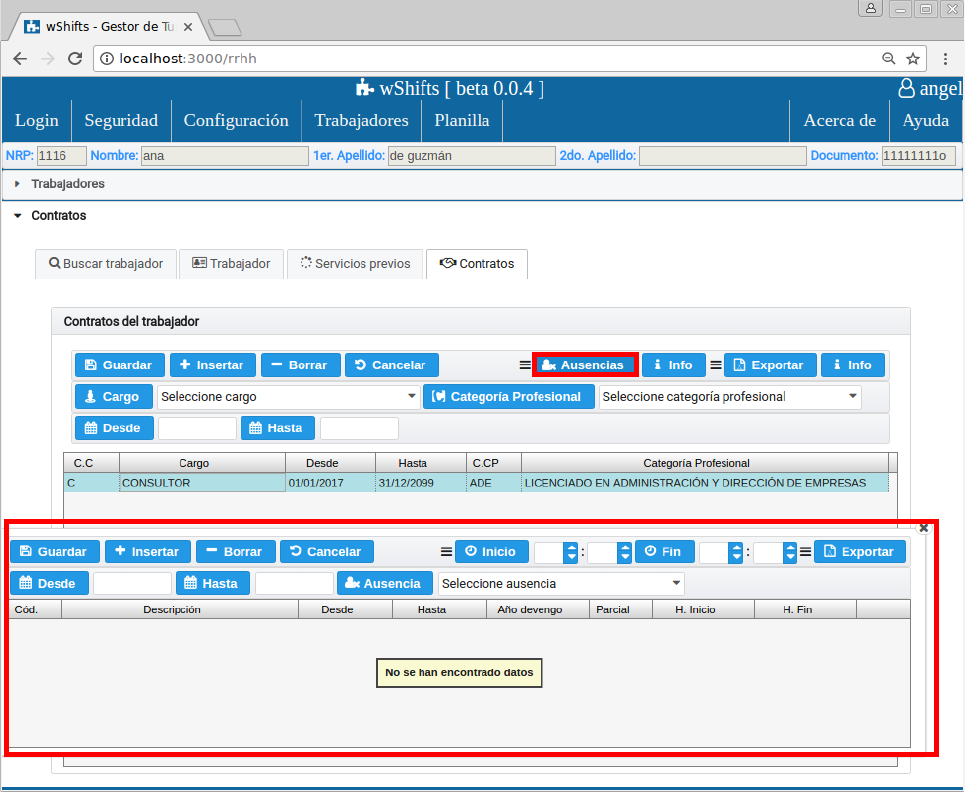 wShifts - Gestor de Tu
localhost:3000/rrhh
wShifts [ beta 0.0.4 ]
angel
Login Seguridad Configuración Trabajadores Planilla Acerca de Ayuda
NRP: 1116 Nombre: ana 1er. Apellido: de guzmán 2do. Apellido: Documento: 11111111o
Trabajadores
Contratos
Buscar trabajador Trabajador Servicios previos Contratos
Contratos del trabajador
Guardar Insertar Borrar Cancelar Ausencias Info Exportar Info
Cargo Seleccione cargo Categoría Profesional Seleccione categoría profesional
Desde Hasta
C.C Cargo Desde Hasta C.CP Categoría Profesional
C CONSULTOR 01/01/2017 31/12/2099 ADE LICENCIADO EN ADMINISTRACIÓN Y DIRECCIÓN DE EMPRESAS
Guardar Insertar Borrar Cancelar Inicio : Fin : Exportar
Desde Hasta Ausencia Seleccione ausencia
Cód. Descripción Desde Hasta Año devengo Parcial H. Inicio H. Fin
No se han encontrado datos